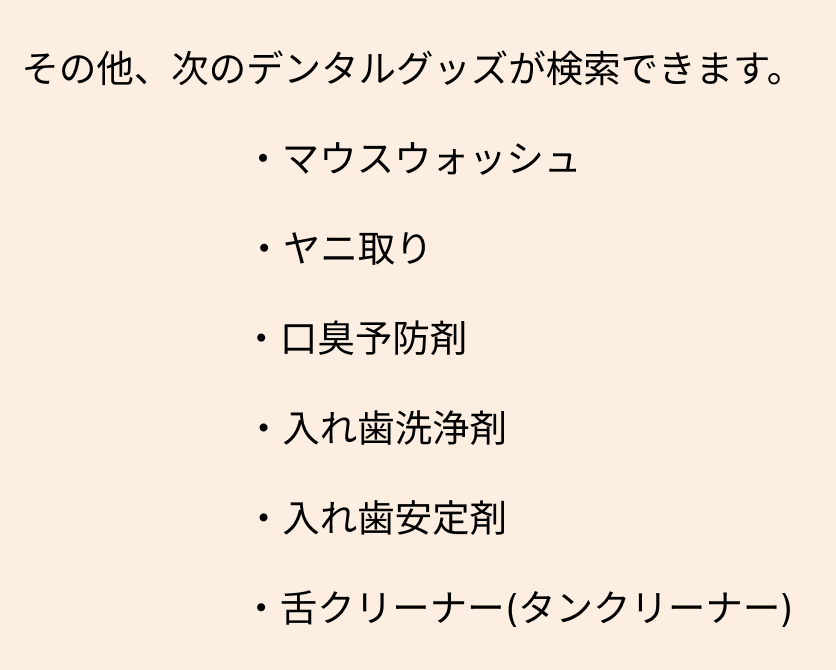 その他、次のデンタルグッズが検索できます。
・マウスウォッシュ
・ヤニ取り
・口臭予防剤
・入れ歯洗浄剤
・入れ歯安定剤
・舌クリーナー(タンクリーナー)